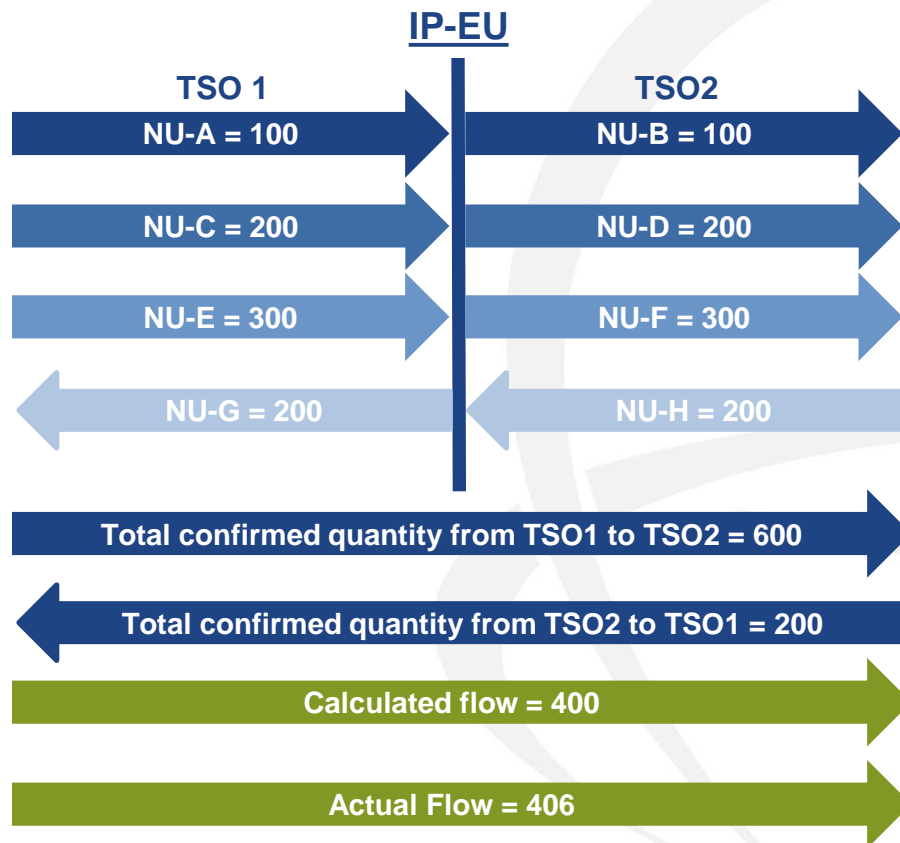 IP-EU
TSO 1
TSO2
NU-A = 100
NU-B = 100
NU-C = 200
NU-D = 200
NU-E = 300
NU-F = 300
NU-G = 200
NU-H = 200
Total confirmed quantity from TSO1 to TSO2 = 600
Total confirmed quantity from TSO2 to TSO1 = 200
Calculated flow = 400
Actual Flow = 406